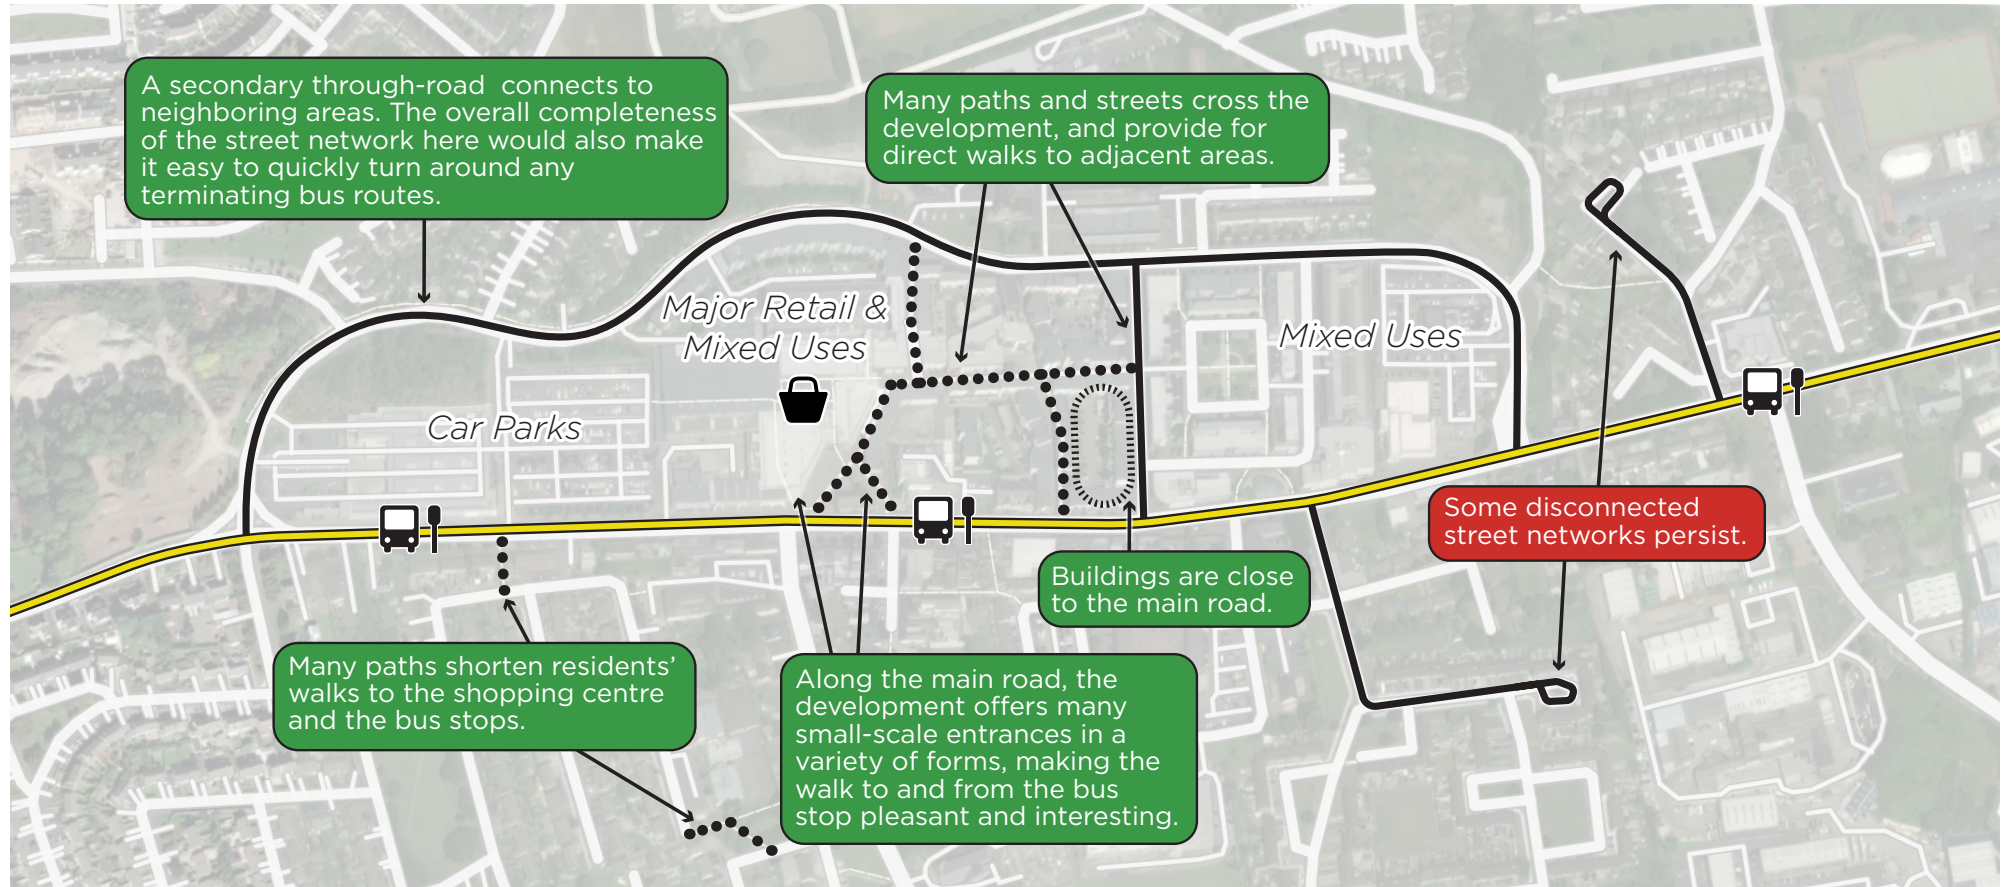 A secondary through-road  connects to
neighboring areas. The overall completeness
of the street network here would also make
it easy to quickly turn around any
terminating bus routes.
Many paths and streets cross the
development, and provide for
direct walks to adjacent areas.
Major Retail &
Mixed Uses
Mixed Uses
Car Parks
Some disconnected
street networks persist.
Buildings are close
to the main road.
Many paths shorten residents’
walks to the shopping centre
and the bus stops.
Along the main road, the
development offers many
small-scale entrances in a
variety of forms, making the
walk to and from the bus
stop pleasant and interesting.